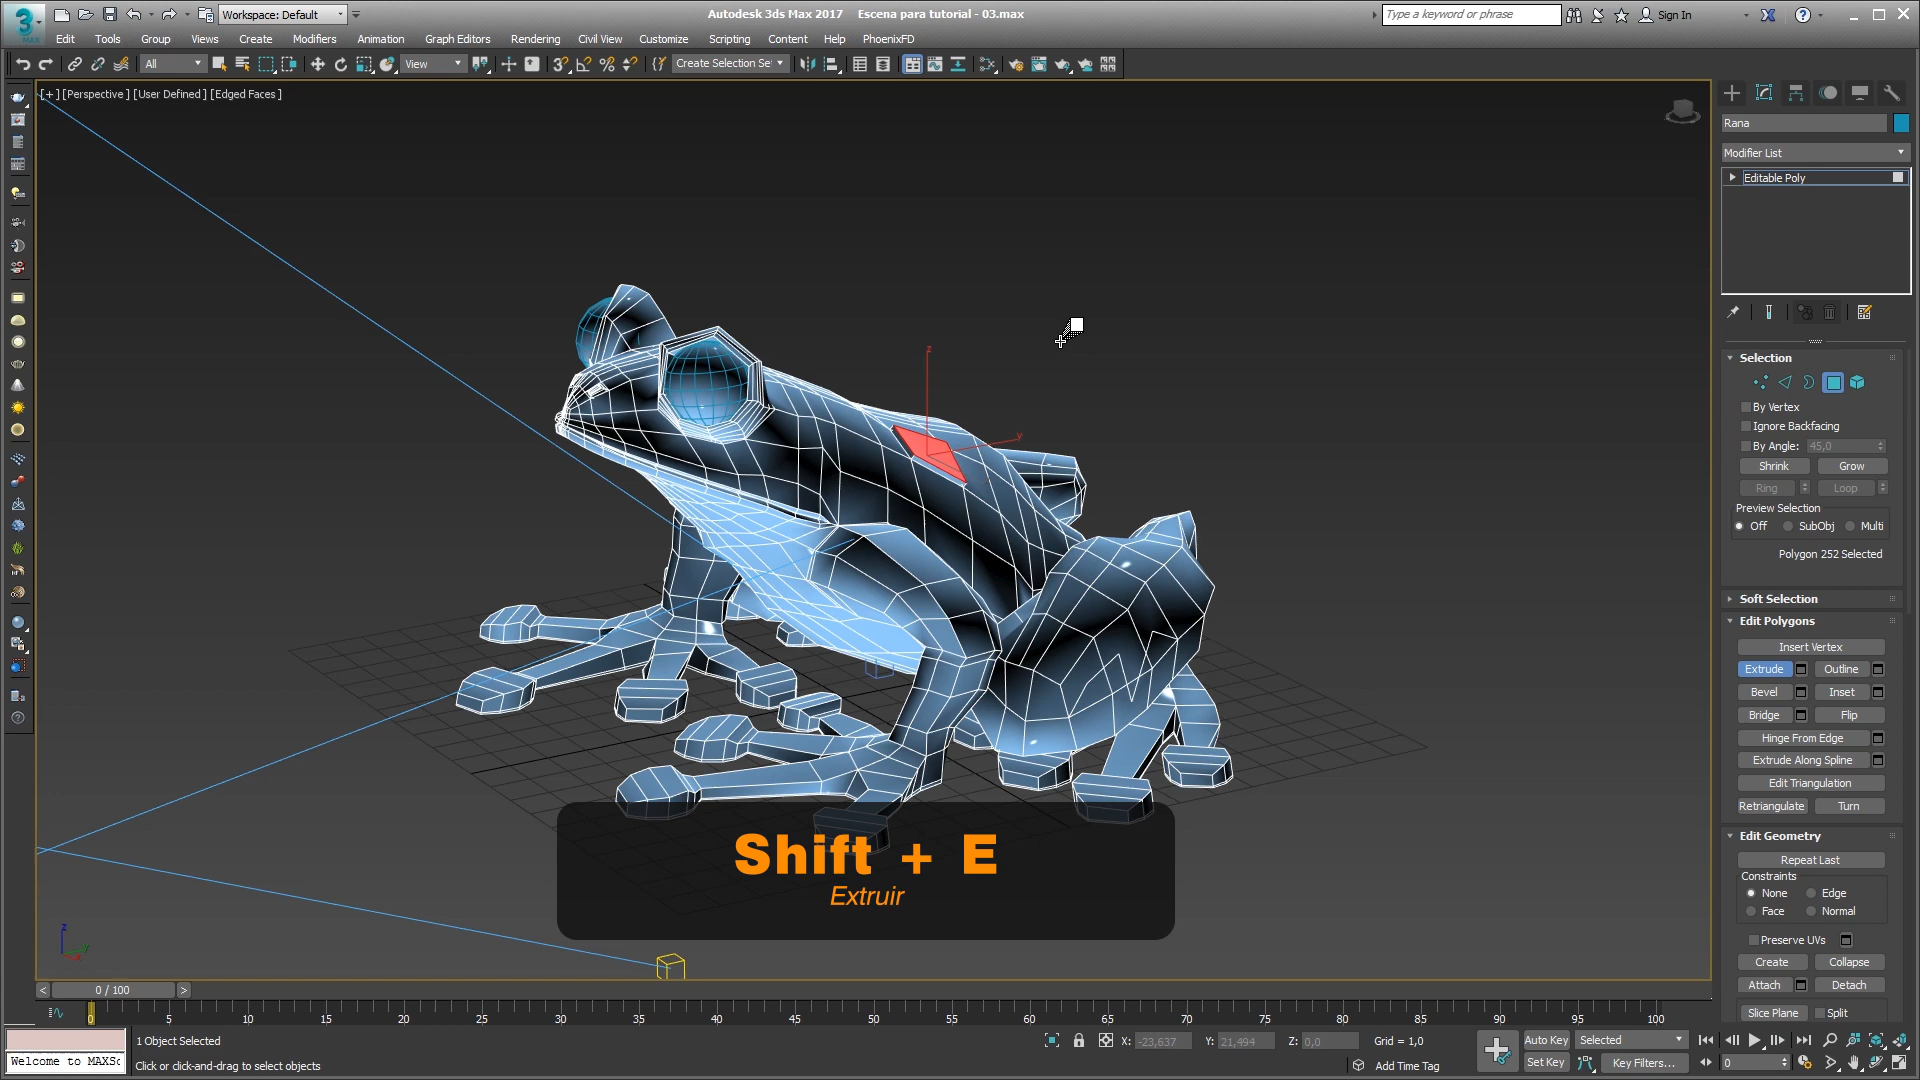 3 MAX
Workspace: Default
Autodesk 3ds Max 2017    Escena para tutorial - 03.max
Type a keyword or phrase
Sign In
Edit Tools Group Views Create Modifiers Animation Graph Editors Rendering Civil View Customize Scripting Content Help PhoenixFD
All
View
Create Selection Se
[+] [Perspective ] [User Defined ] [Edged Faces ]
Rana
Modifier List
Editable Poly
Selection
By Vertex
Ignore Backfacing
By Angle: 45,0
Shrink Grow
Ring Loop
Preview Selection
Off SubObj Multi
Polygon 252 Selected
Soft Selection
Edit Polygons
Insert Vertex
Extrude Outline
Bevel Inset
Bridge Flip
Hinge From Edge
Extrude Along Spline
Edit Triangulation
Retriangulate Turn
Edit Geometry
Repeat Last
Constraints
None Edge
Face Normal
Preserve UVs
Create Collapse
Attach Detach
Slice Plane Split
z
y
Shift + E
Extruir
z
y
x
< 0 / 100 >
0 5 10 15 20 25 30 35 40 45 50 55 60 65 70 75 80 85 90 95 100
Welcome to MAXSc
1 Object Selected
Click or click-and-drag to select objects
X: -23,637 Y: 21,494 Z: 0,0 Grid = 1,0
Add Time Tag
Auto Key Selected
Set Key Key Filters...
0